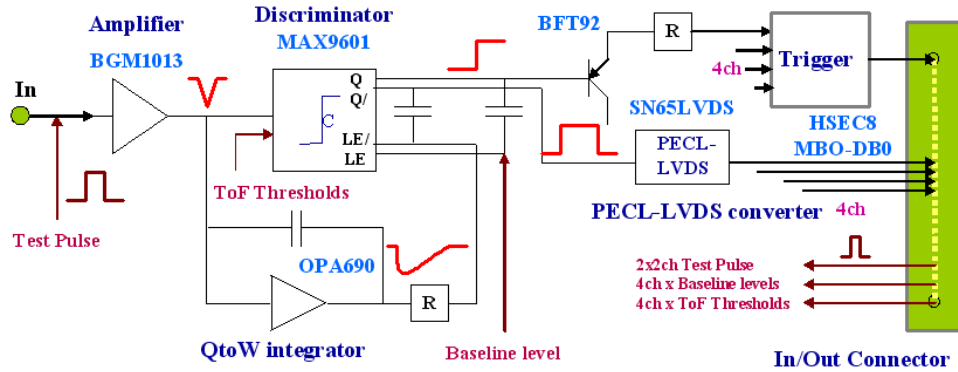 Amplifier
BGM1013
Discriminator
MAX9601
BFT92
R
Trigger
4ch
In
Q
Q/
C
LE/
LE
SN65LVDS
PECL-
LVDS
HSEC8
MBO-DB0
ToF Thresholds
Test Pulse
PECL-LVDS converter
4ch
OPA690
R
2x2ch Test Pulse
4ch x Baseline levels
4ch x ToF Thresholds
QtoW integrator
Baseline level
In/Out Connector